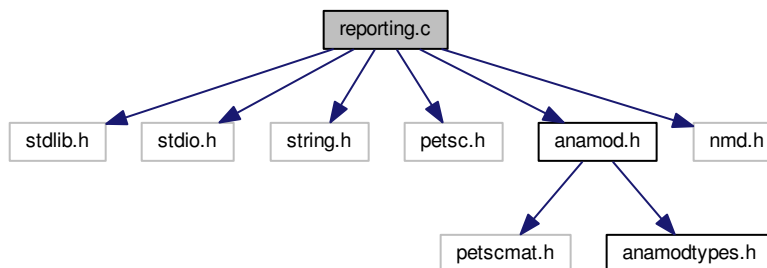 reporting.c
stdlib.h stdio.h string.h petsc.h anamod.h nmd.h
petscmat.h anamodtypes.h